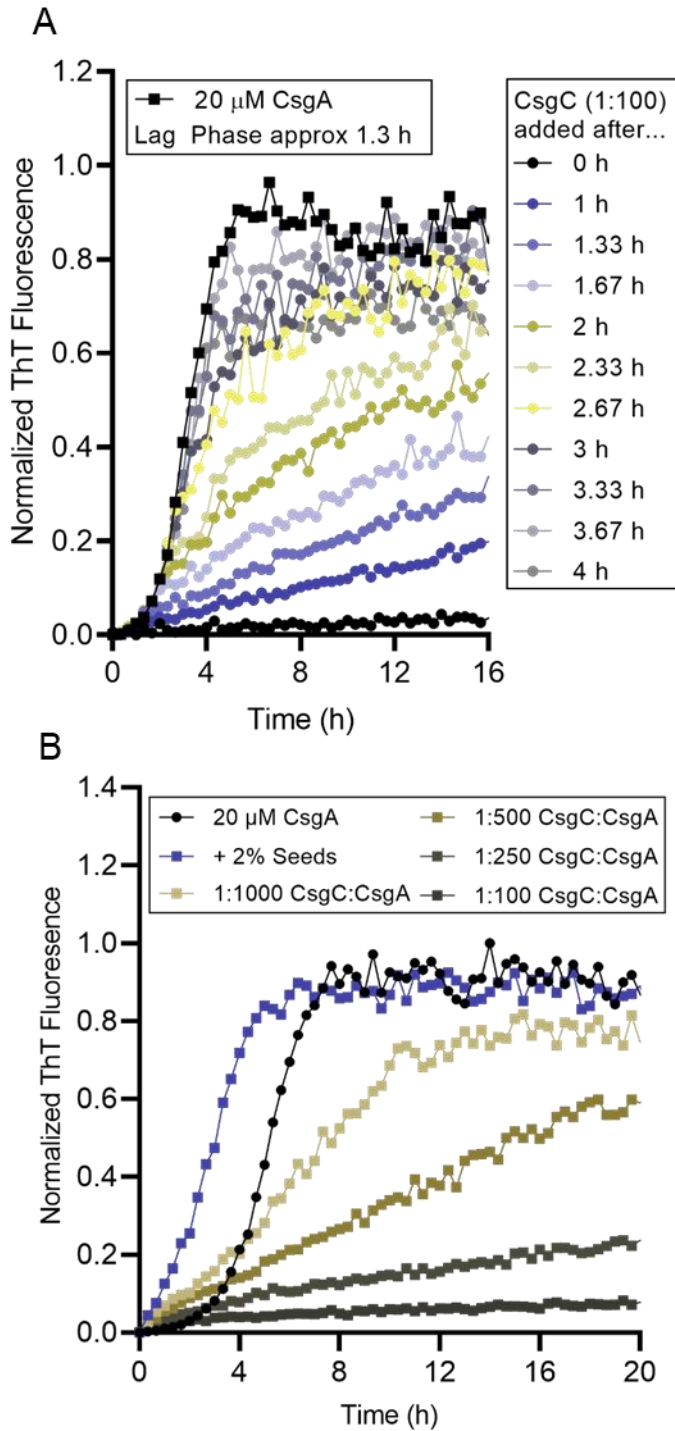 A
1.2
1.0
0.8
0.6
0.4
0.2
0.0
Normalized ThT Fluorescence
20 μM CsgA
Lag Phase approx 1.3 h
CsgC (1:100)
added after...
0 h
1 h
1.33 h
1.67 h
2 h
2.33 h
2.67 h
3 h
3.33 h
3.67 h
4 h
0 4 8 12 16
Time (h)
B
1.4
1.2
1.0
0.8
0.6
0.4
0.2
0.0
Normalized ThT Fluoresence
20 μM CsgA
+ 2% Seeds
1:1000 CsgC:CsgA
1:500 CsgC:CsgA
1:250 CsgC:CsgA
1:100 CsgC:CsgA
0 4 8 12 16 20
Time (h)